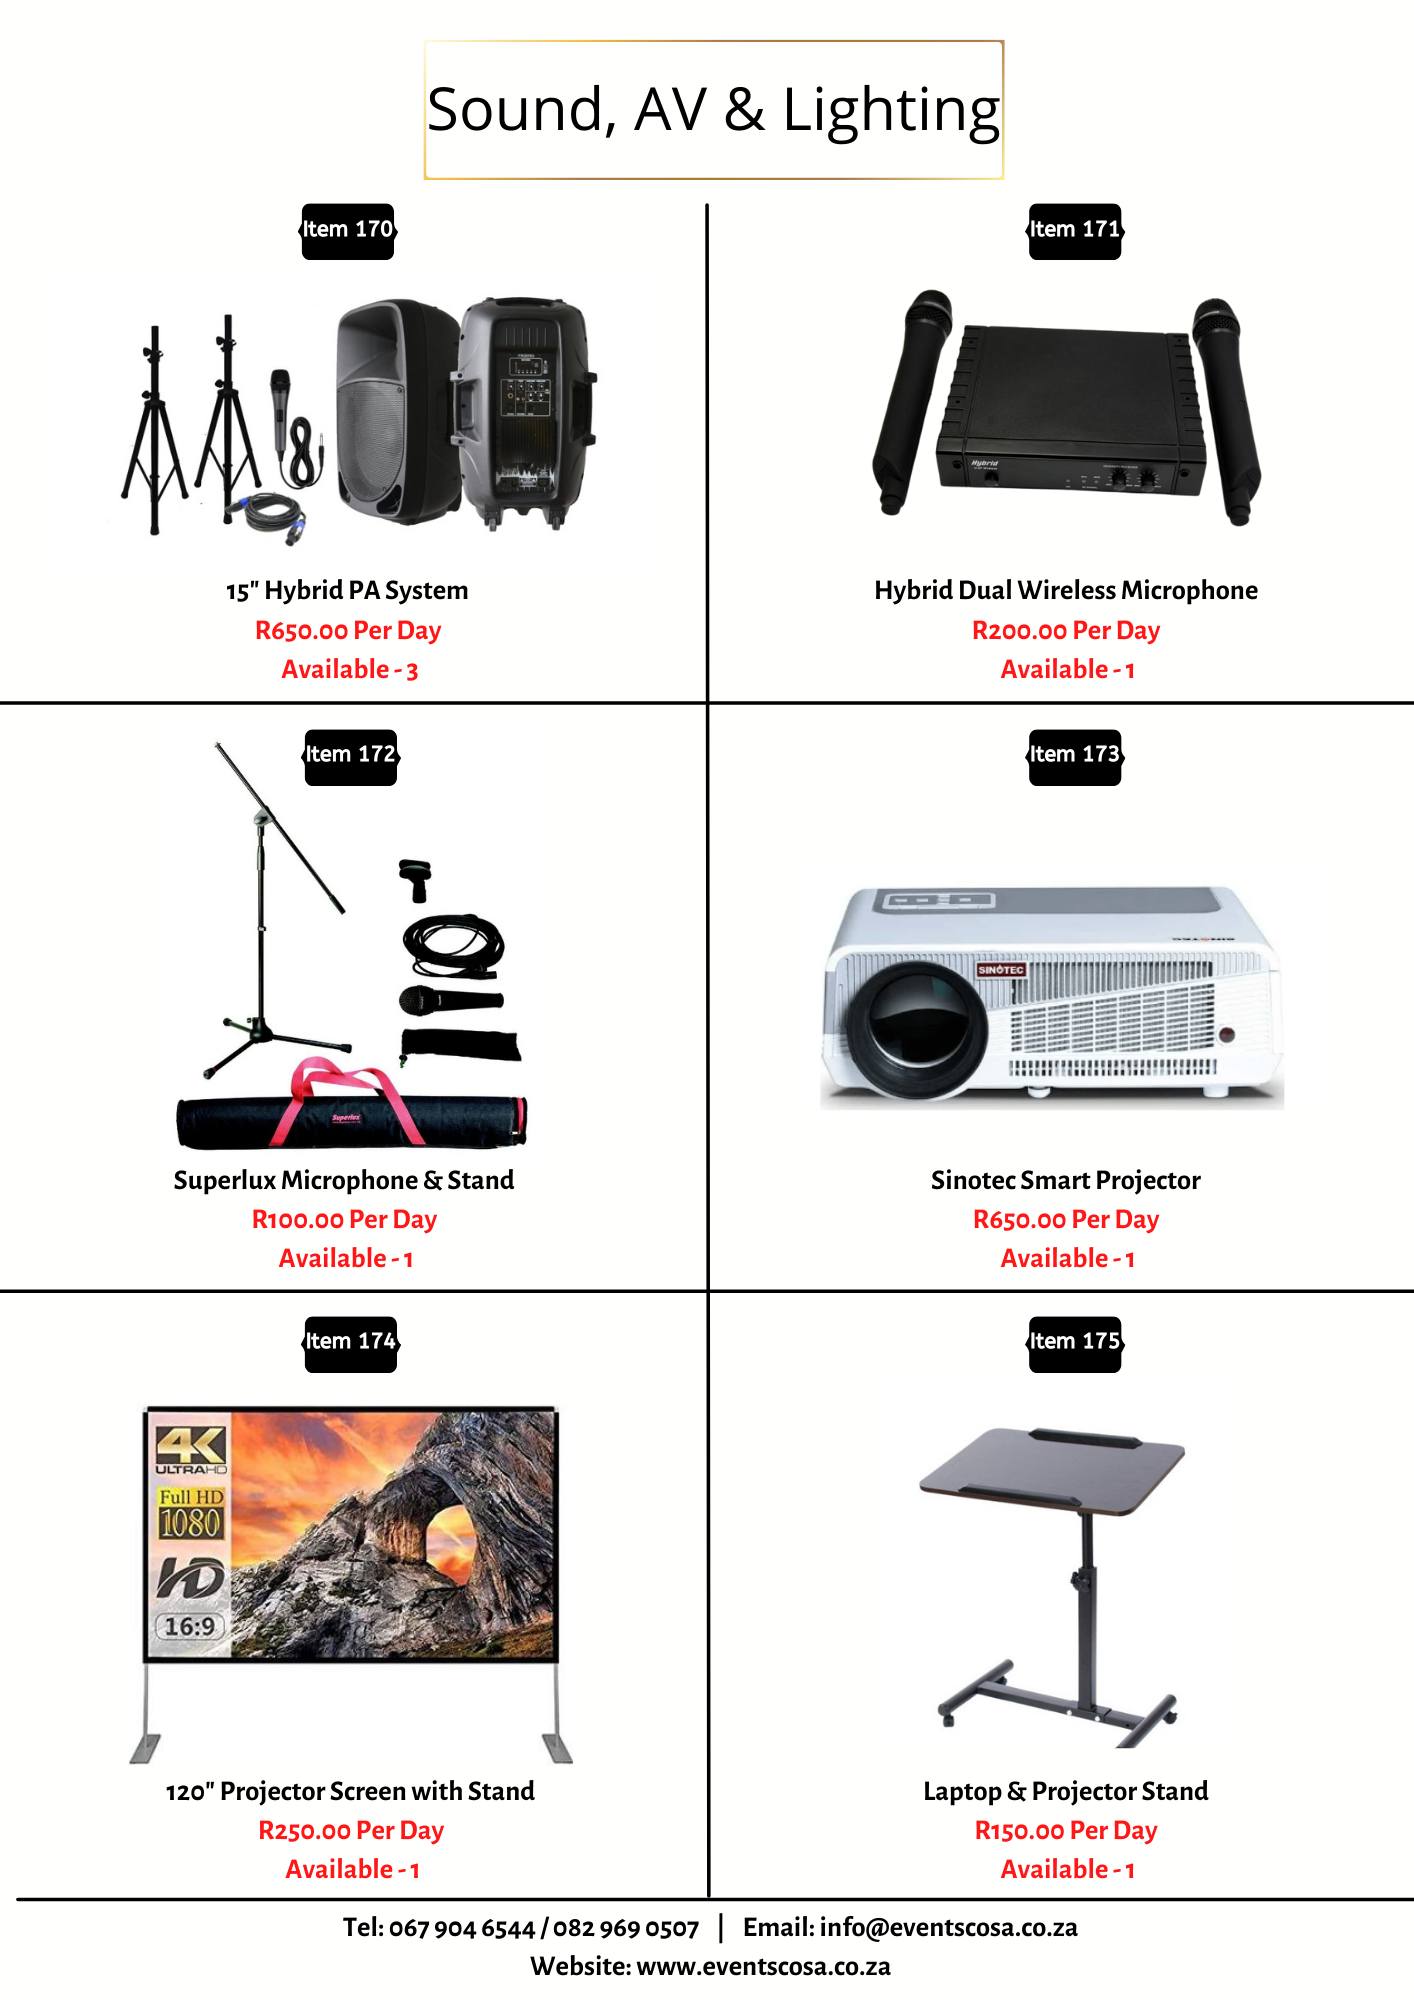 Sound, AV & Lighting
Item 170
Item 171
Hybrid
15" Hybrid PA System
R650.00 Per Day
Available - 3
Hybrid Dual Wireless Microphone
R200.00 Per Day
Available - 1
Item 172
Superlux
Superlux Microphone & Stand
R100.00 Per Day
Available - 1
Item 173
SINOTEC
SINOTEC
Sinotec Smart Projector
R650.00 Per Day
Available - 1
Item 174
4K
ULTRAHD
Full HD
1080
HD
16:9
120" Projector Screen with Stand
R250.00 Per Day
Available - 1
Item 175
Laptop & Projector Stand
R150.00 Per Day
Available - 1
Tel: 067 904 6544 / 082 969 0507 | Email: info@eventscosa.co.za
Website: www.eventscosa.co.za